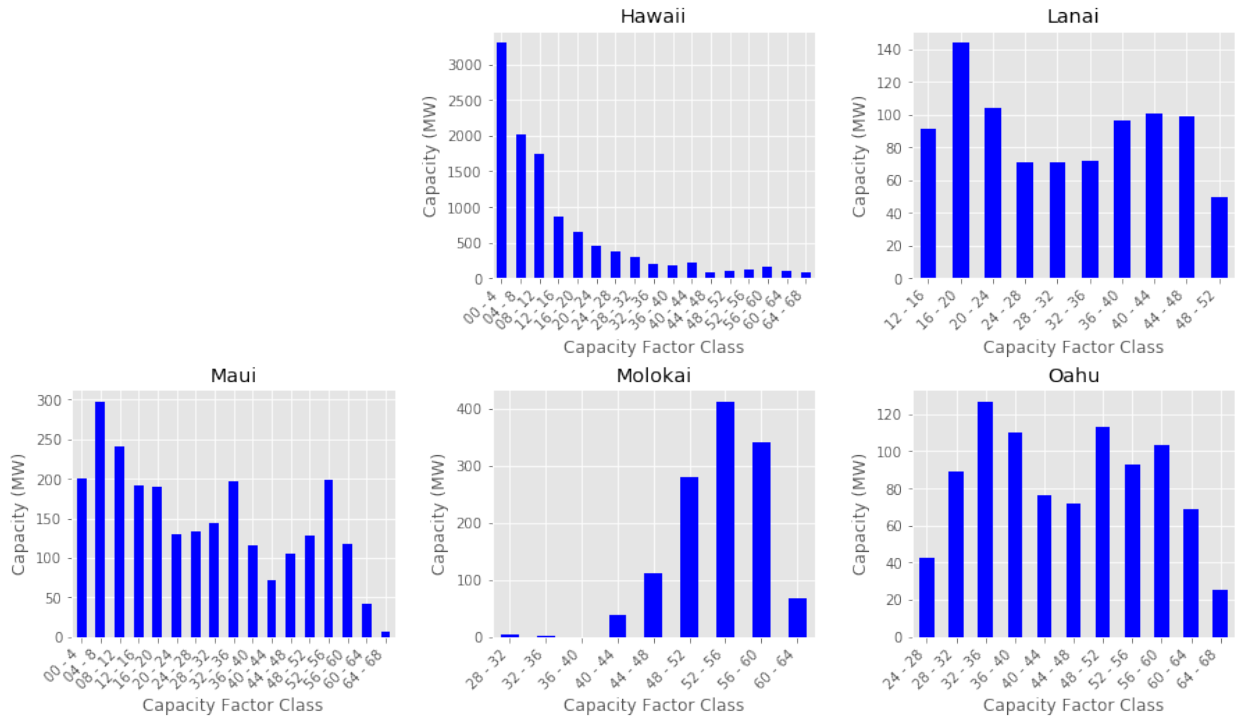 Hawaii
Capacity (MW)
3000
2500
2000
1500
1000
500
0
00 - 4
04 - 8
08 - 12
12 - 16
16 - 20
20 - 24
24 - 28
28 - 32
32 - 36
36 - 40
40 - 44
44 - 48
48 - 52
52 - 56
56 - 60
60 - 64
64 - 68
Capacity Factor Class
Lanai
Capacity (MW)
140
120
100
80
60
40
20
0
12 - 16
16 - 20
20 - 24
24 - 28
28 - 32
32 - 36
36 - 40
40 - 44
44 - 48
48 - 52
Capacity Factor Class
Maui
Capacity (MW)
300
250
200
150
100
50
0
00 - 4
04 - 8
08 - 12
12 - 16
16 - 20
20 - 24
24 - 28
28 - 32
32 - 36
36 - 40
40 - 44
44 - 48
48 - 52
52 - 56
56 - 60
60 - 64
64 - 68
Capacity Factor Class
Molokai
Capacity (MW)
400
300
200
100
0
28 - 32
32 - 36
36 - 40
40 - 44
44 - 48
48 - 52
52 - 56
56 - 60
60 - 64
Capacity Factor Class
Oahu
Capacity (MW)
120
100
80
60
40
20
0
24 - 28
28 - 32
32 - 36
36 - 40
40 - 44
44 - 48
48 - 52
52 - 56
56 - 60
60 - 64
64 - 68
Capacity Factor Class